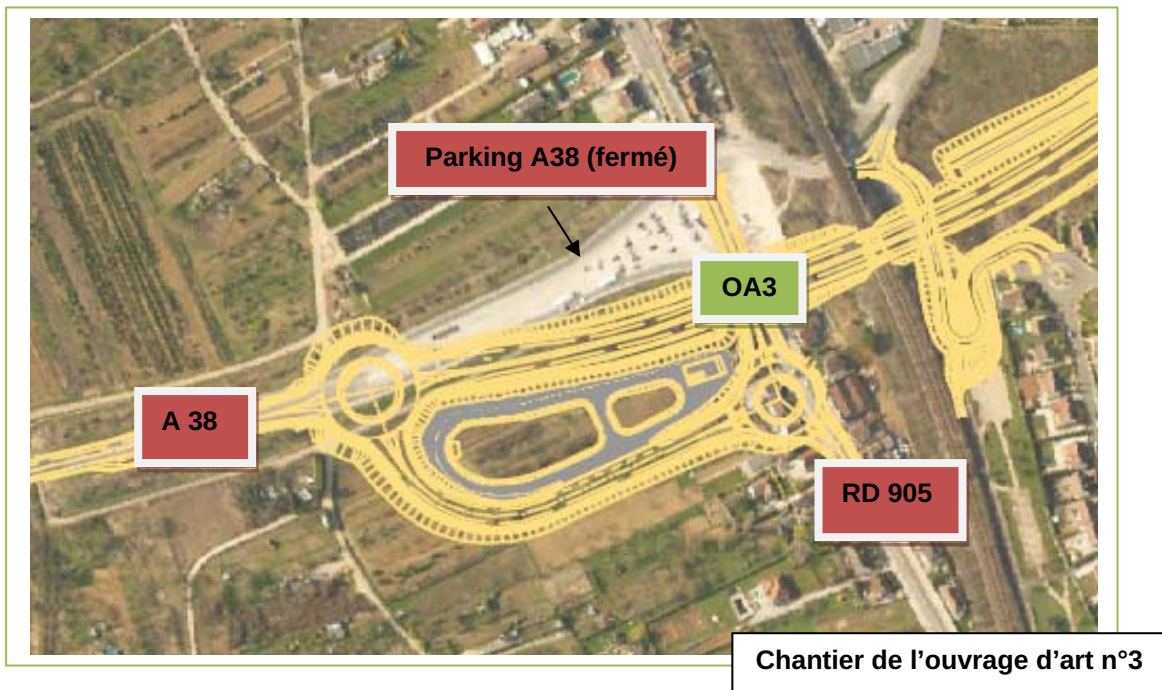 Parking A38 (fermé)
OA3
A 38
RD 905
Chantier de l'ouvrage d'art n°3